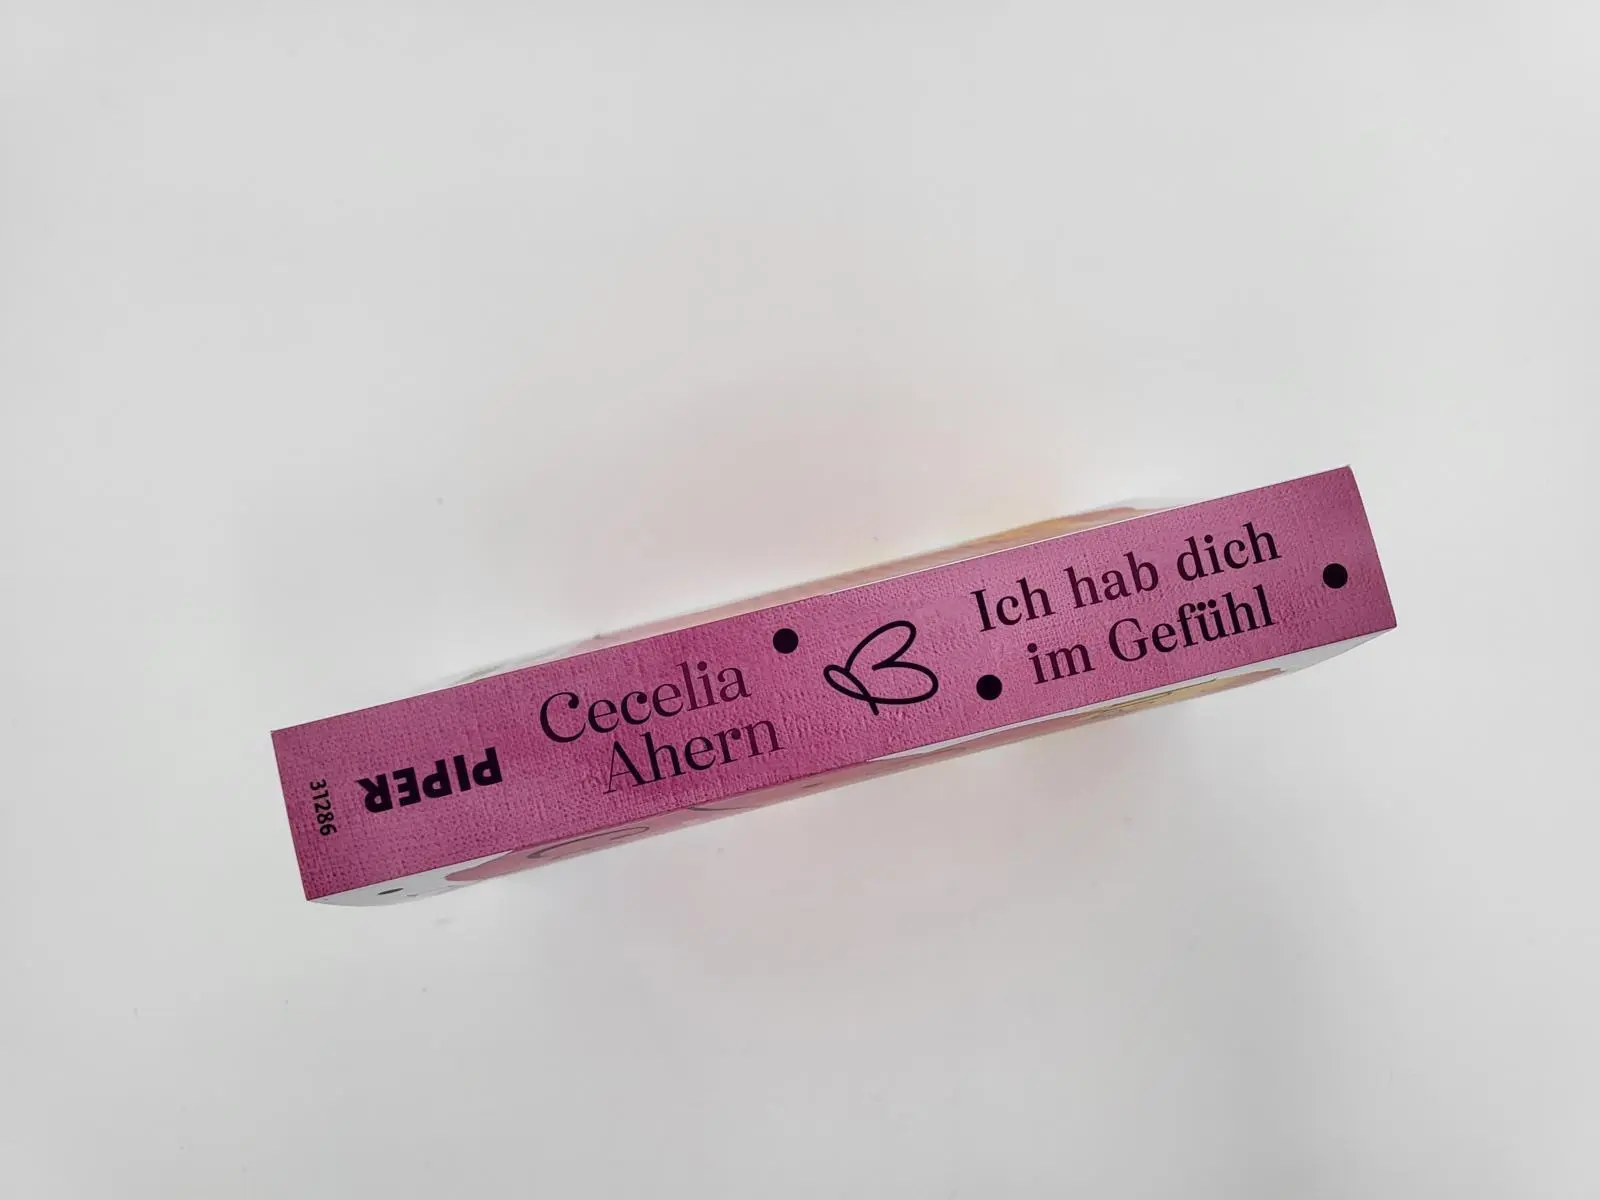 31286
PIPER
Cecelia
Ahern
Ich hab dich
im Gefühl